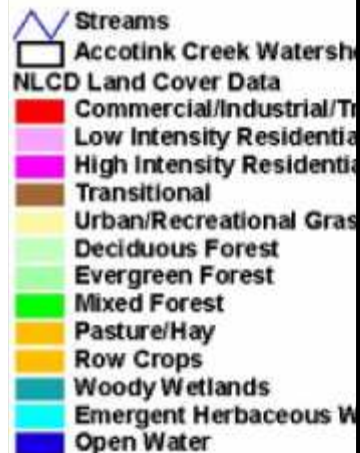 Streams
Accotink Creek Watersh
NLCD Land Cover Data
Commercial/Industrial/T
Low Intensity Residentia
High Intensity Residentia
Transitional
Urban/Recreational Gras
Deciduous Forest
Evergreen Forest
Mixed Forest
Pasture/Hay
Row Crops
Woody Wetlands
Emergent Herbaceous W
Open Water